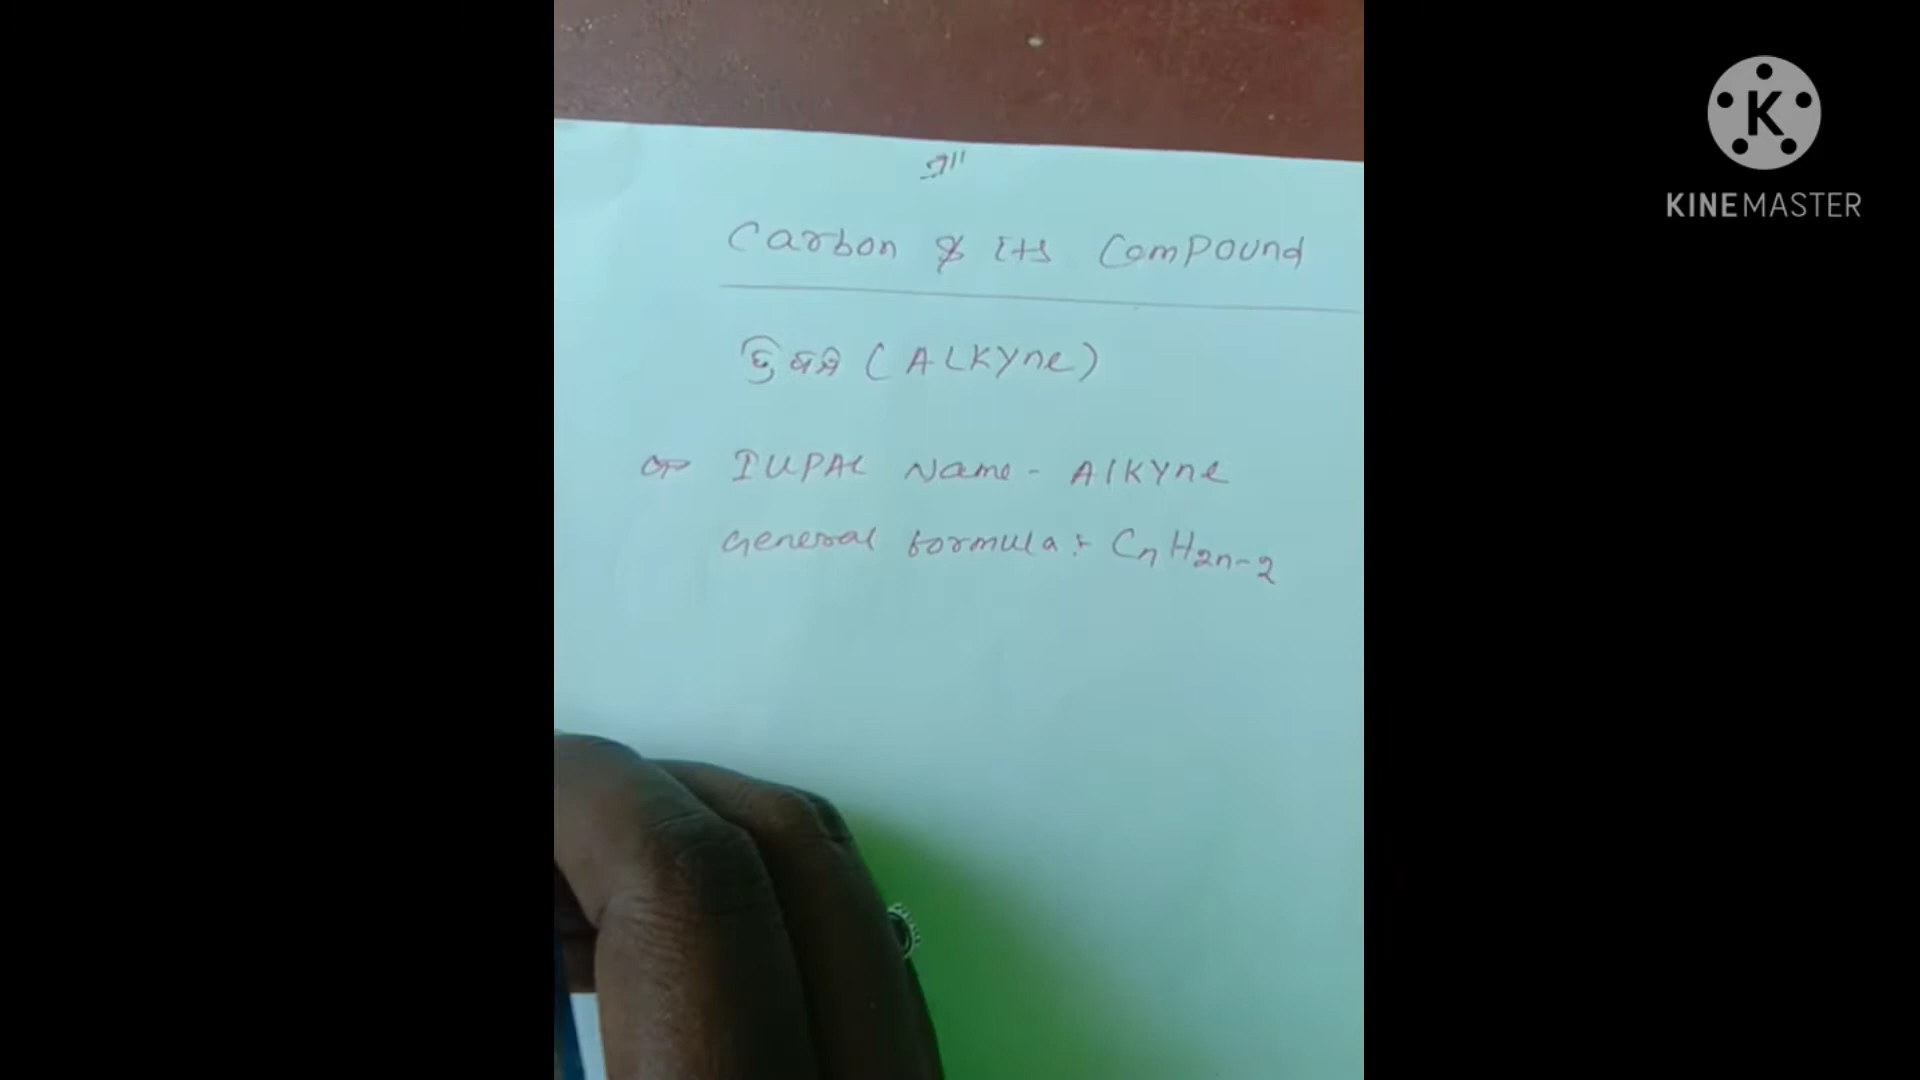 Carbon & Its Compound
(ALKyne)
IUPAC Name - Alkyne
General formula :- CnH2n-2
K
KINEMASTER